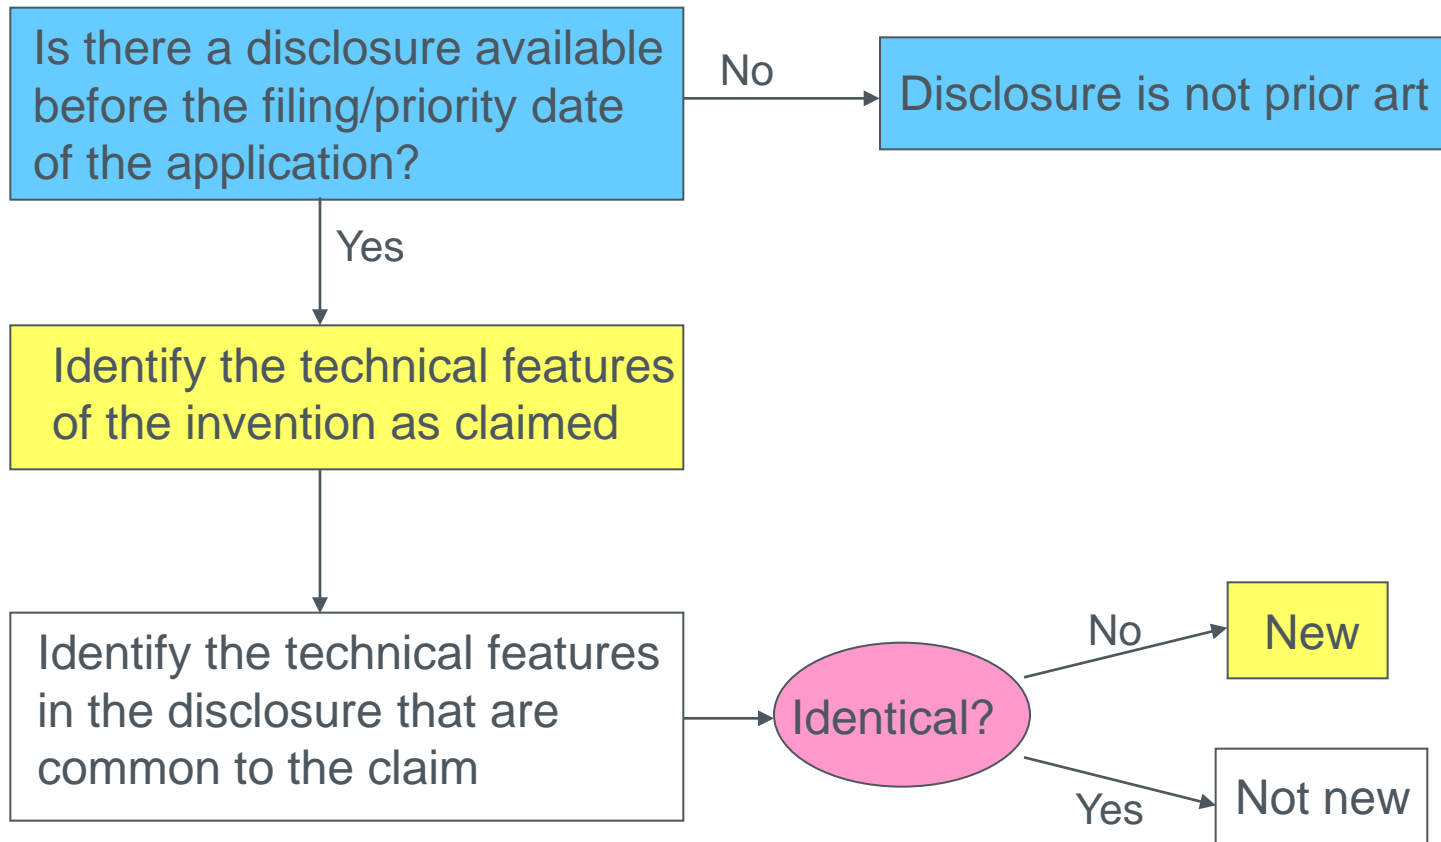 Is there a disclosure available
before the filing/priority date
of the application?
No
Disclosure is not prior art
Yes
Identify the technical features
of the invention as claimed
Identify the technical features
in the disclosure that are
common to the claim
Identical?
No
New
Yes
Not new